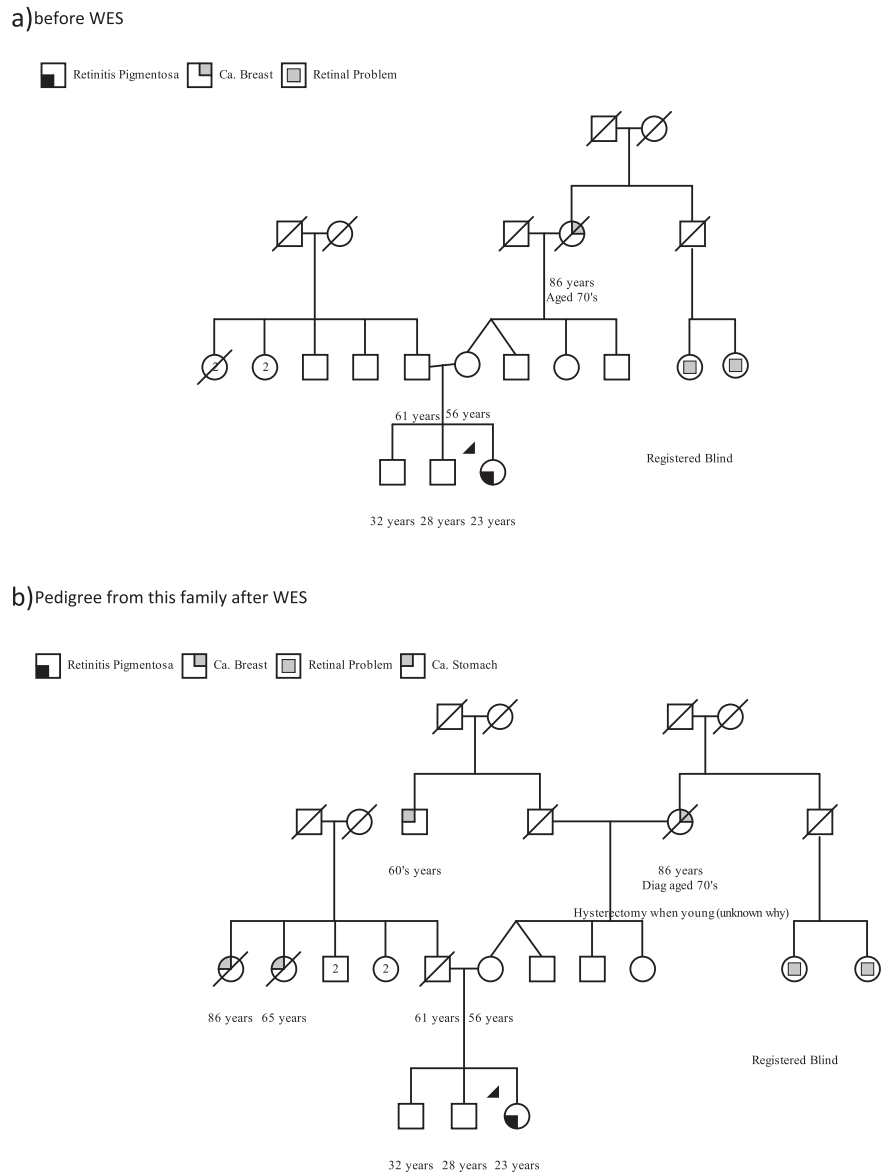 a) before WES
Retinitis Pigmentosa Ca. Breast Retinal Problem
86 years
Aged 70's
2 2
61 years 56 years
Registered Blind
32 years 28 years 23 years
b) Pedigree from this family after WES
Retinitis Pigmentosa Ca. Breast Retinal Problem Ca. Stomach
60's years 86 years
Diag aged 70's
Hysterectomy when young (unknown why)
2 2
86 years 65 years 61 years 56 years
Registered Blind
32 years 28 years 23 years